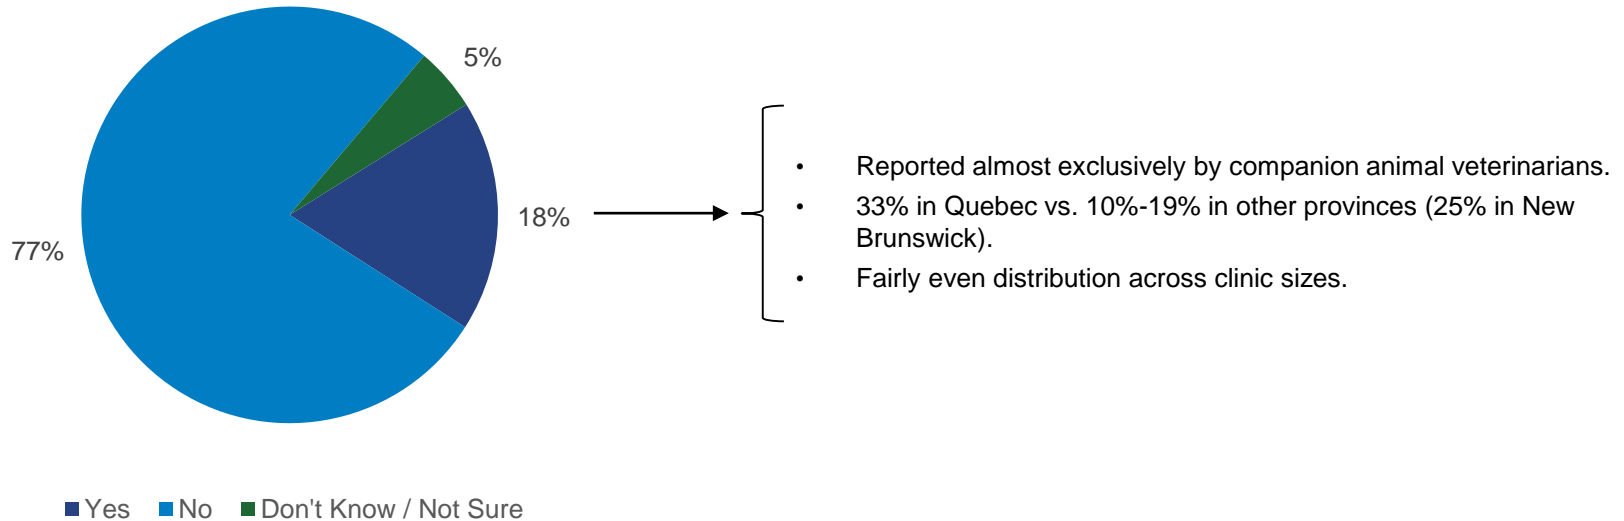 5%
18%
77%
• Reported almost exclusively by companion animal veterinarians.
• 33% in Quebec vs. 10%-19% in other provinces (25% in New
Brunswick).
• Fairly even distribution across clinic sizes.
Yes No Don't Know / Not Sure